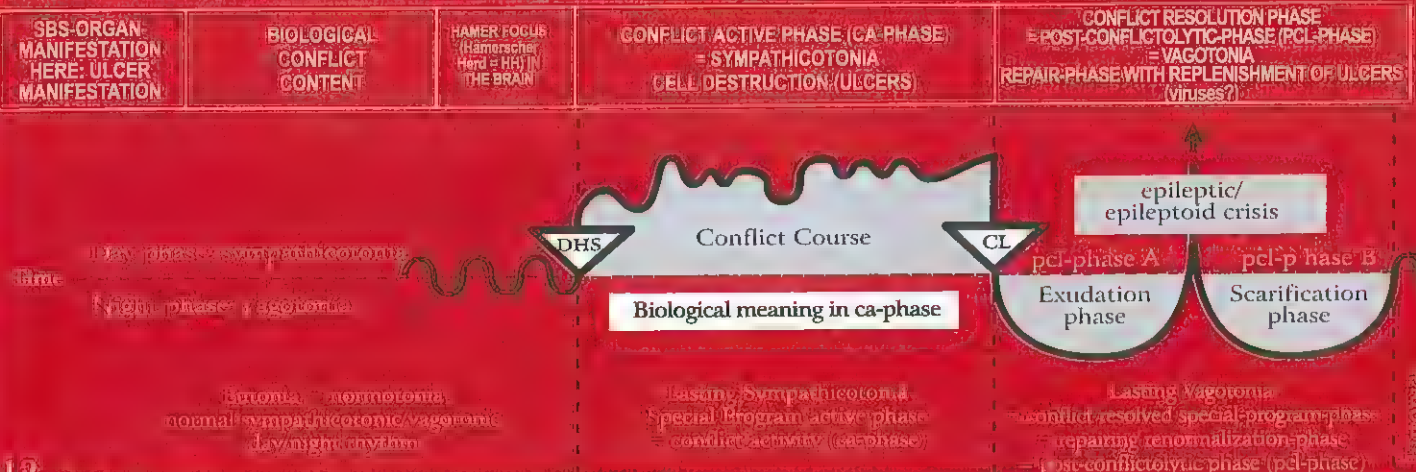 SBS-ORGAN-
MANIFESTATION
HERE: ULCER
MANIFESTATION
BIOLOGICAL
CONFLICT
CONTENT
HAMER FOCUS
(Hamerscher
Herd = HH) IN
THE BRAIN
CONFLICT ACTIVE PHASE (CA-PHASE)
= SYMPATHICOTONIA
CELL DESTRUCTION (ULCERS)
CONFLICT RESOLUTION PHASE
= POST-CONFLICTOLYTIC-PHASE (PCL-PHASE)
= VAGOTONIA
REPAIR-PHASE WITH REPLENISHMENT OF ULCERS
(viruses?)
epileptic/
epileptoid crisis
DHS
Conflict Course
CL
pcl-phase A
pcl-p hase B
Day phase = sympathicotonia
time
Night phase = vagotonia
Exudation
phase
Scarification
phase
Biological meaning in ca-phase
Eutonia = normotonia
normal sympathicotonic/vagotonic
day/night rhythm
Lasting Sympathicotonia
Special Program active phase
= conflict activity (ca-phase)
Lasting Vagotonia
= conflict-resolved special-program-phase
= repairing renormalization-phase
= post-conflictolytic phase (pcl-phase)